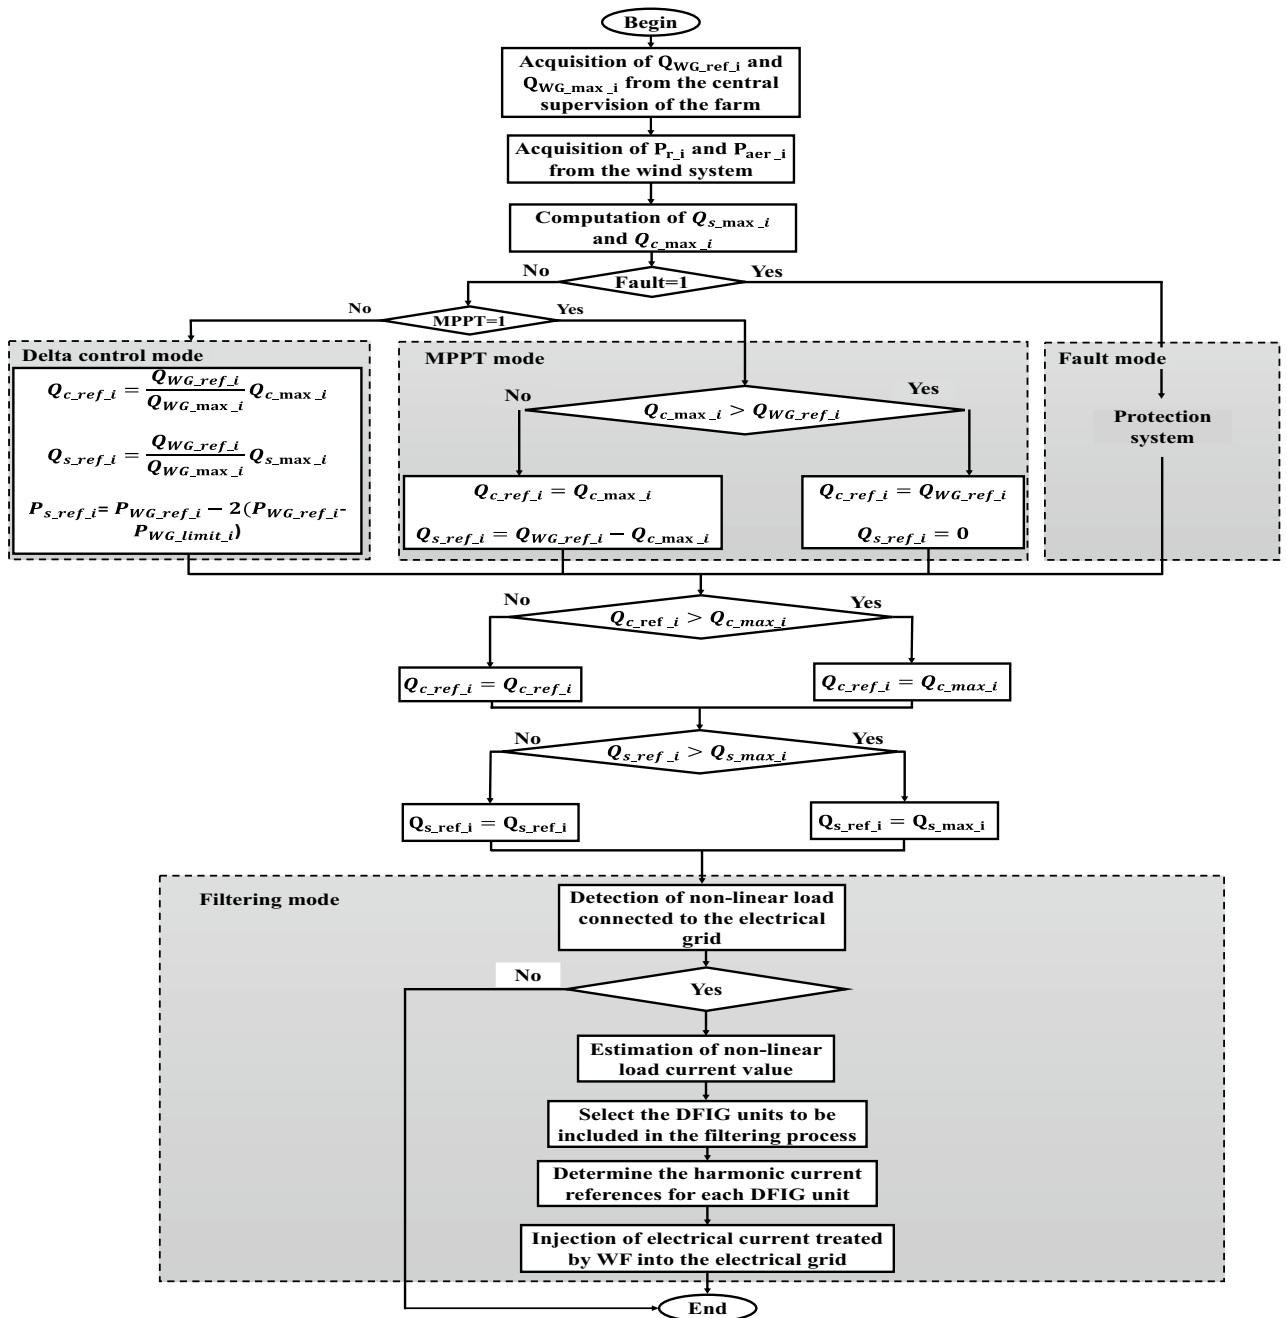 Begin
Acquisition of Q_WG_ref_i and
Q_WG_max_i from the central
supervision of the farm
Acquisition of P_r_i and P_aer_i
from the wind system
Computation of Q_s_max_i
and Q_c_max_i
Fault=1
No
Yes
MPPT=1
No
Yes
Delta control mode
Q_c_ref_i = Q_WG_ref_i / Q_WG_max_i Q_c_max_i
Q_s_ref_i = Q_WG_ref_i / Q_WG_max_i Q_s_max_i
P_s_ref_i= P_WG_ref_i − 2(P_WG_ref_i-
P_WG_limit_i)
MPPT mode
No
Yes
Q_c_max_i > Q_WG_ref_i
Q_c_ref_i = Q_c_max_i
Q_s_ref_i = Q_WG_ref_i − Q_c_max_i
Q_c_ref_i = Q_WG_ref_i
Q_s_ref_i = 0
Fault mode
Protection
system
No
Yes
Q_c_ref_i > Q_c_max_i
Q_c_ref_i = Q_c_ref_i
Q_c_ref_i = Q_c_max_i
No
Yes
Q_s_ref_i > Q_s_max_i
Q_s_ref_i = Q_s_ref_i
Q_s_ref_i = Q_s_max_i
Filtering mode
Detection of non-linear load
connected to the electrical
grid
No
Yes
Estimation of non-linear
load current value
Select the DFIG units to be
included in the filtering process
Determine the harmonic current
references for each DFIG unit
Injection of electrical current treated
by WF into the electrical grid
End